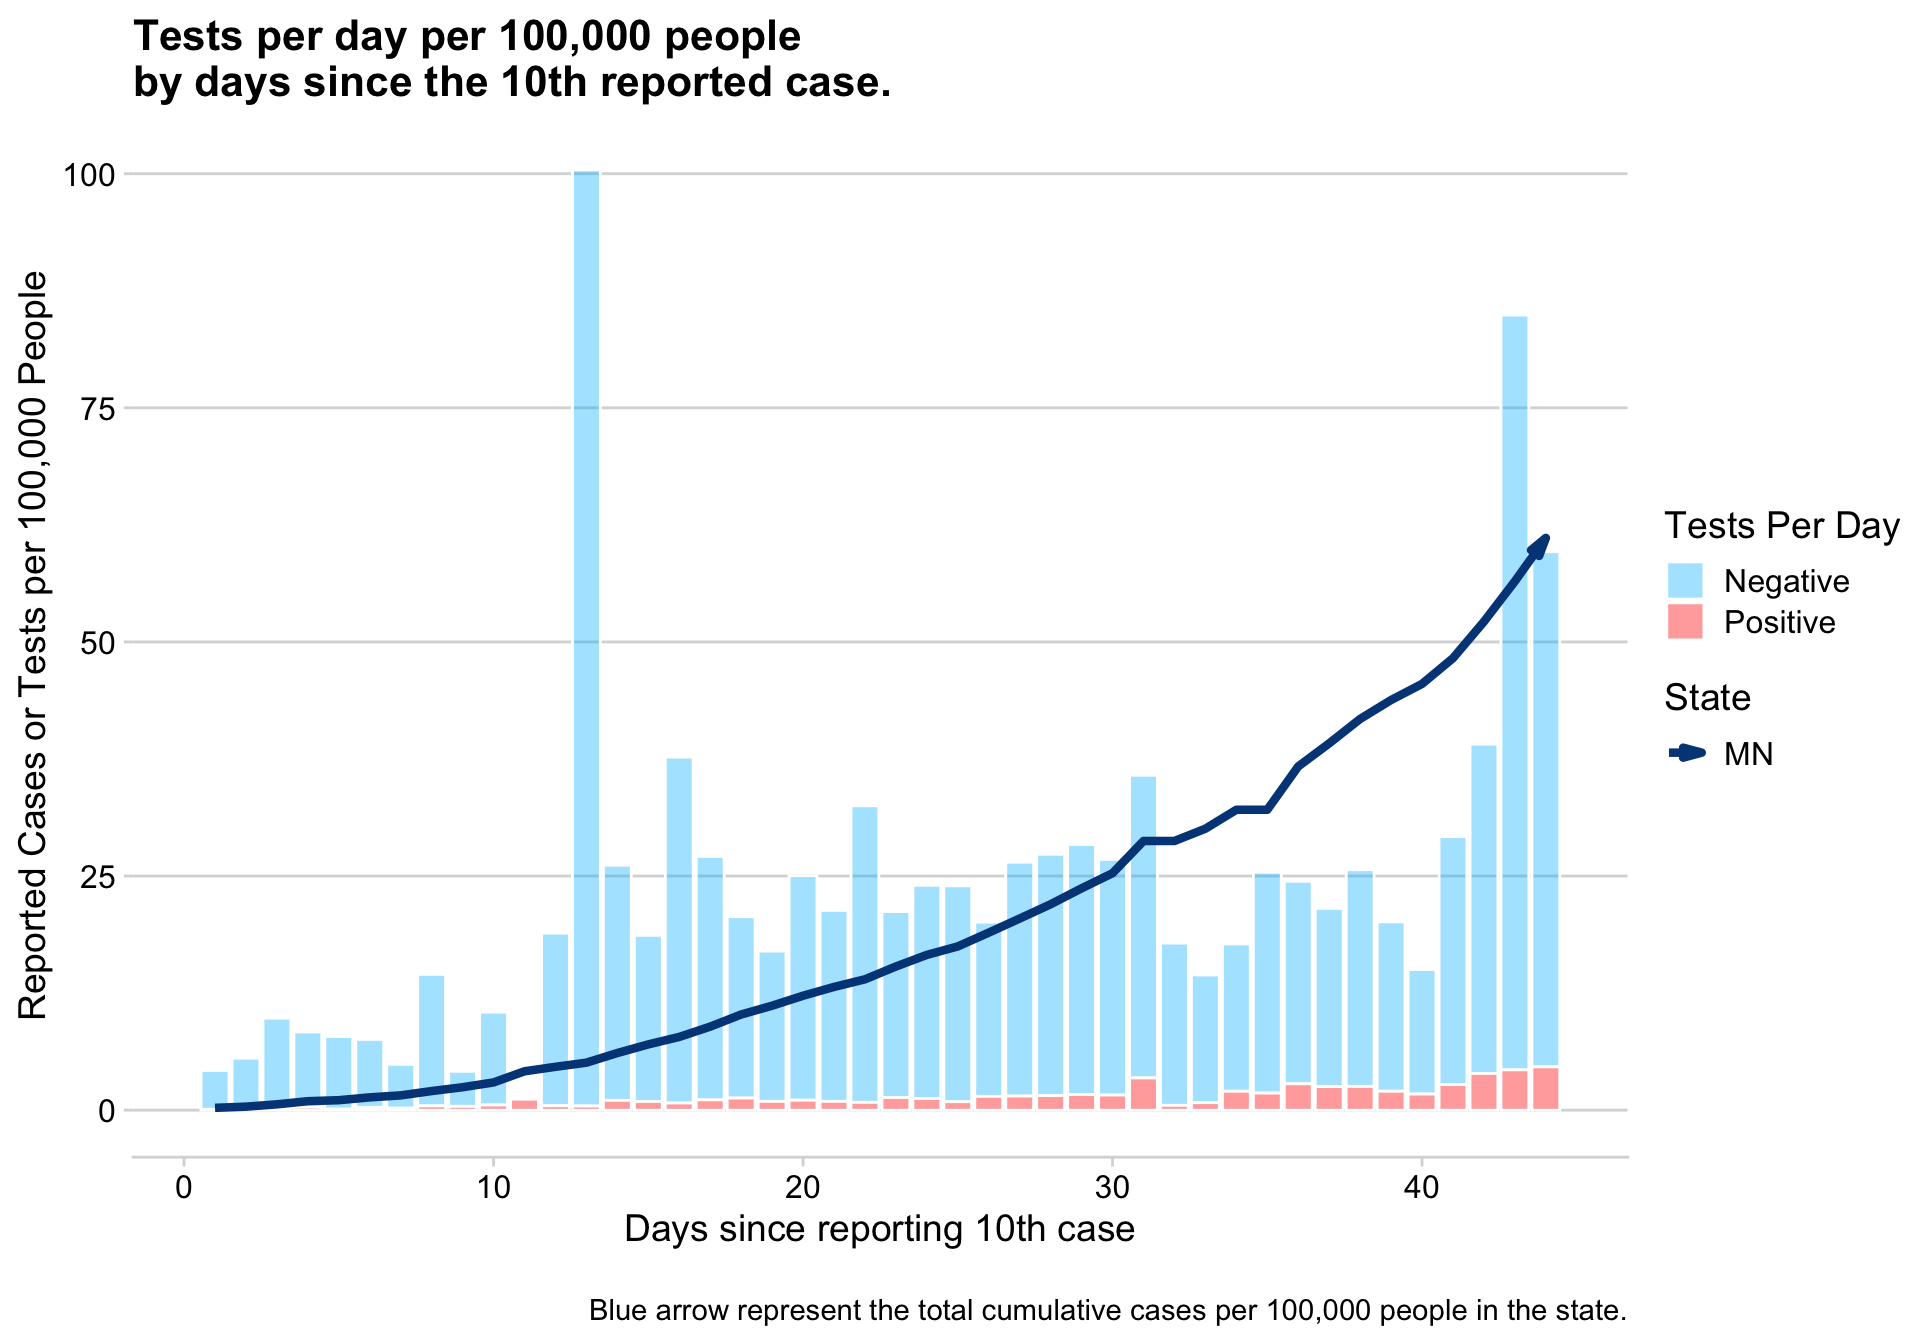 Tests per day per 100,000 people
by days since the 10th reported case.
Reported Cases or Tests per 100,000 People
100
75
50
25
0
0
10
20
30
40
Days since reporting 10th case
Tests Per Day
Negative
Positive
State
MN
Blue arrow represent the total cumulative cases per 100,000 people in the state.